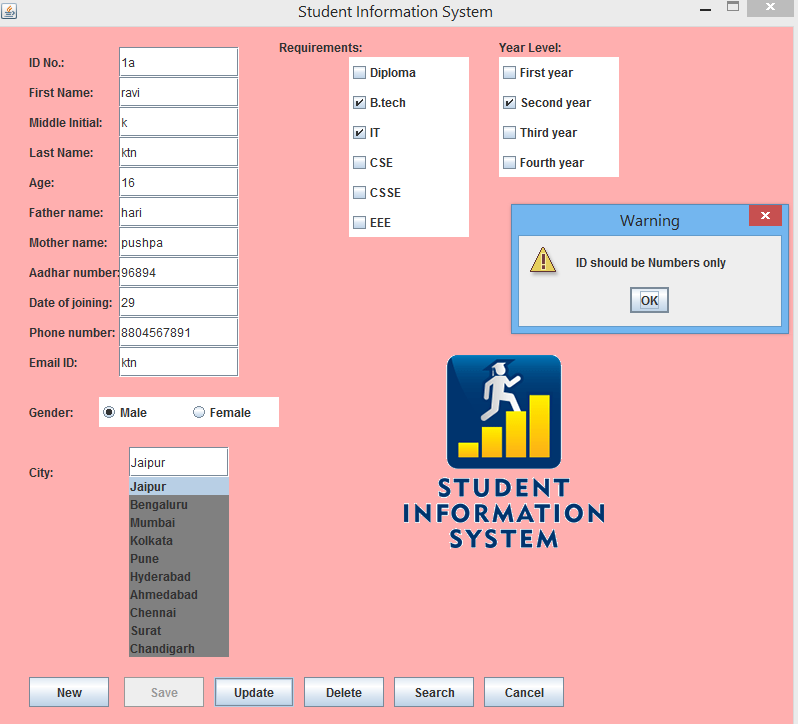 Student Information System
Requirements:
Year Level:
ID No.: 1a
First Name: ravi
Middle Initial: k
Last Name: ktn
Age: 16
Father name: hari
Mother name: pushpa
Aadhar number: 96894
Date of joining: 29
Phone number: 8804567891
Email ID: ktn
Diploma
B.tech
IT
CSE
CSSE
EEE
First year
Second year
Third year
Fourth year
Warning
ID should be Numbers only
OK
Gender: Male Female
City: Jaipur
Jaipur
Bengaluru
Mumbai
Kolkata
Pune
Hyderabad
Ahmedabad
Chennai
Surat
Chandigarh
STUDENT
INFORMATION
SYSTEM
New Save Update Delete Search Cancel